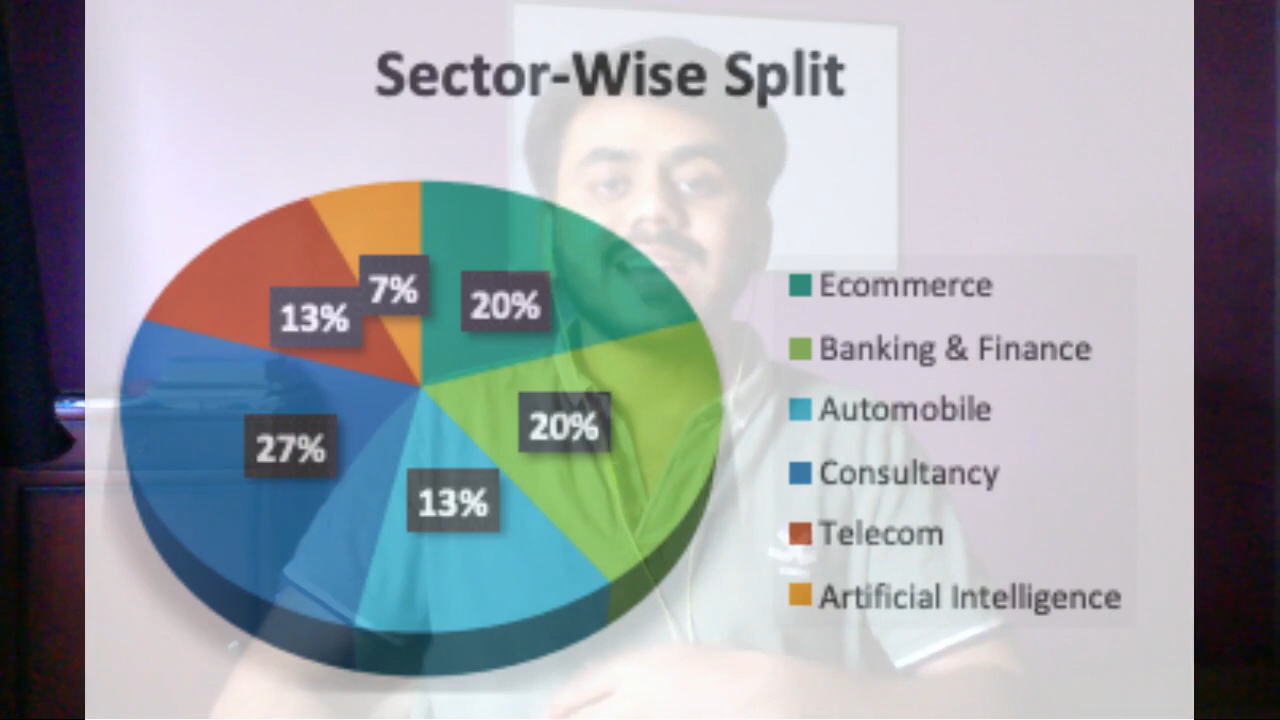 Sector-Wise Split
7%
20%
13%
20%
27%
13%
Ecommerce
Banking & Finance
Automobile
Consultancy
Telecom
Artificial Intelligence